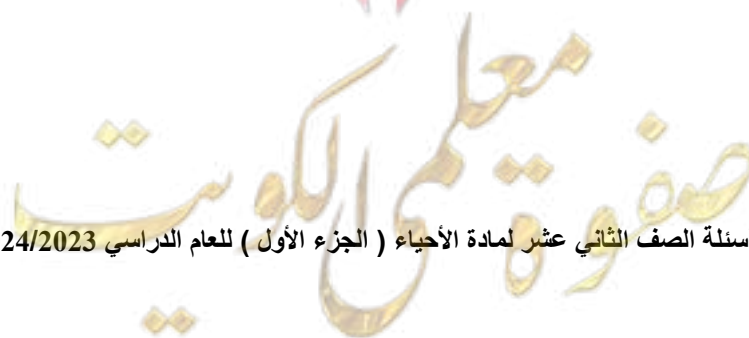 صفوة معلمي الكويت
سئلة الصف الثاني عشر لمادة الأحياء ( الجزء الأول ) للعام الدراسي 24/2023